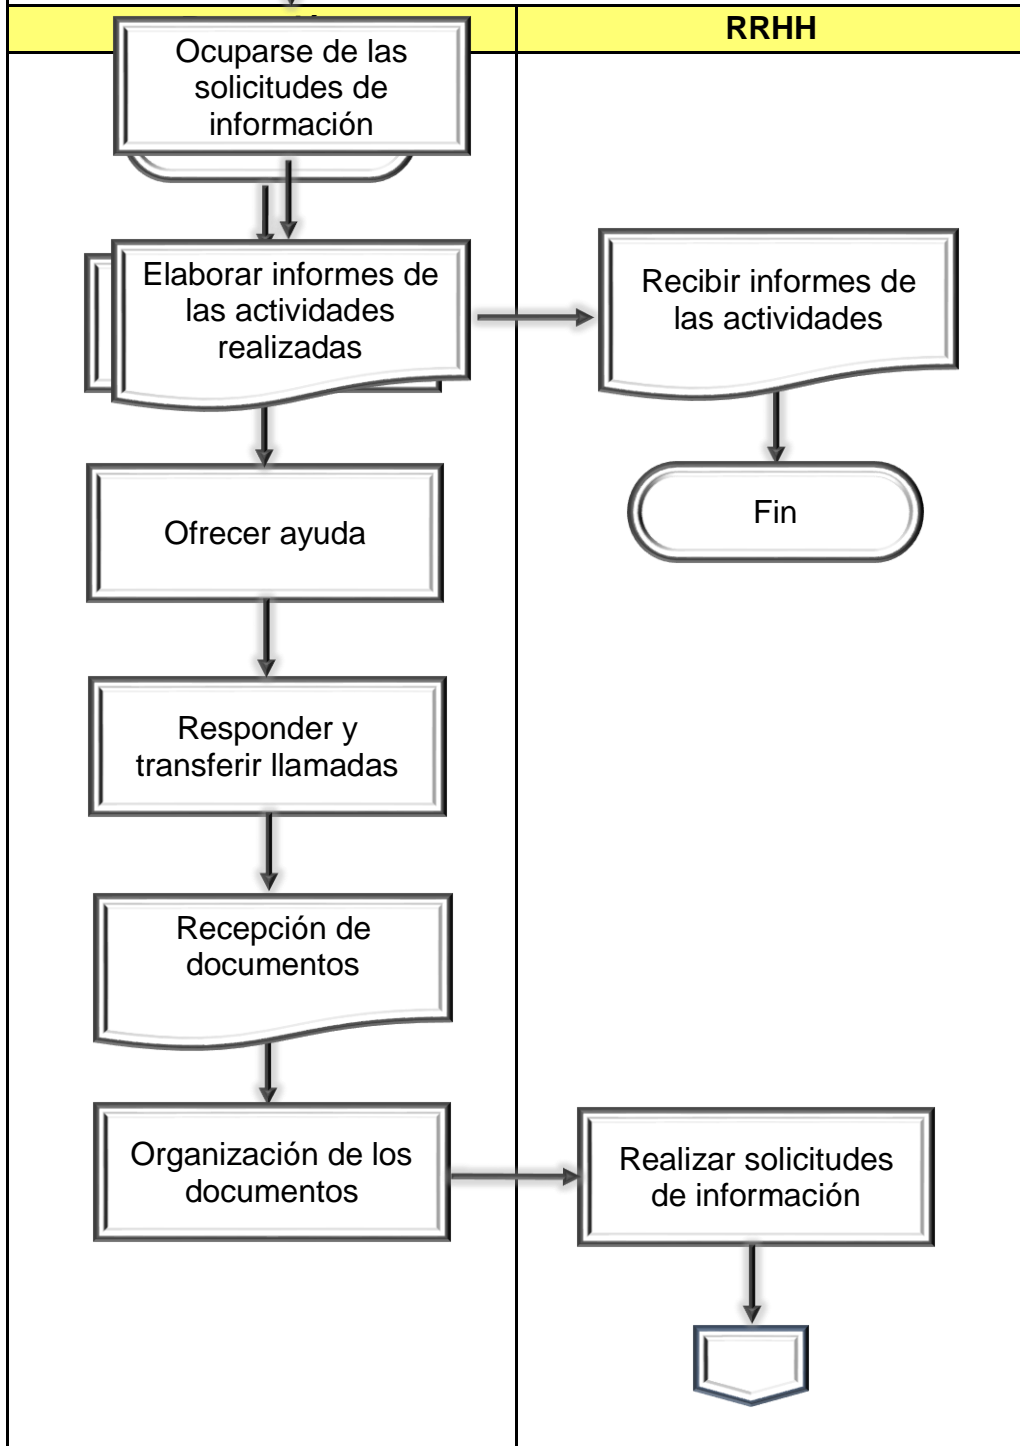 RRHH
Ocuparse de las
solicitudes de
información
Elaborar informes de
las actividades
realizadas
Recibir informes de
las actividades
Ofrecer ayuda
Fin
Responder y
transferir llamadas
Recepción de
documentos
Organización de los
documentos
Realizar solicitudes
de información